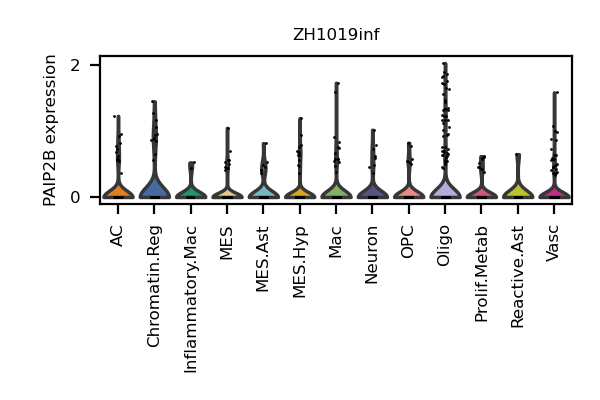 ZH1019inf
PAIP2B expression
2
0
AC
Chromatin.Reg
Inflammatory.Mac
MES
MES.Ast
MES.Hyp
Mac
Neuron
OPC
Oligo
Prolif.Metab
Reactive.Ast
Vasc